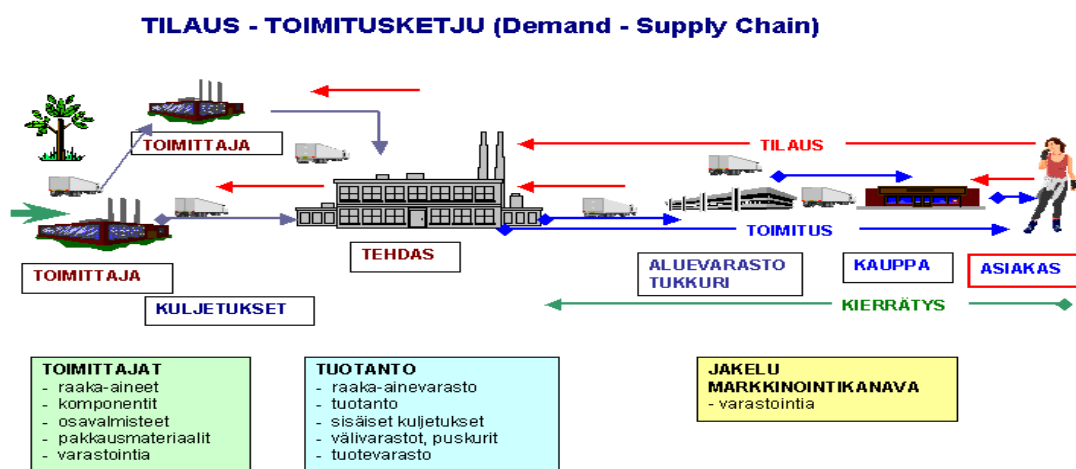 TILAUS - TOIMITUSKETJU (Demand - Supply Chain)
TOIMITTAJA
TILAUS
TOIMITUS
TEHDAS
TOIMITTAJA
ALUEVARASTO
TUKKURI
KAUPPA
ASIAKAS
KULJETUKSET
KIERRÄTYS
TOIMITTAJAT
- raaka-aineet
- komponentit
- osavalmisteet
- pakkausmateriaalit
- varastointia
TUOTANTO
- raaka-ainevarasto
- tuotanto
- sisäiset kuljetukset
- välivarastot, puskurit
- tuotevarasto
JAKELU
MARKKINOINTIKANAVA
- varastointia